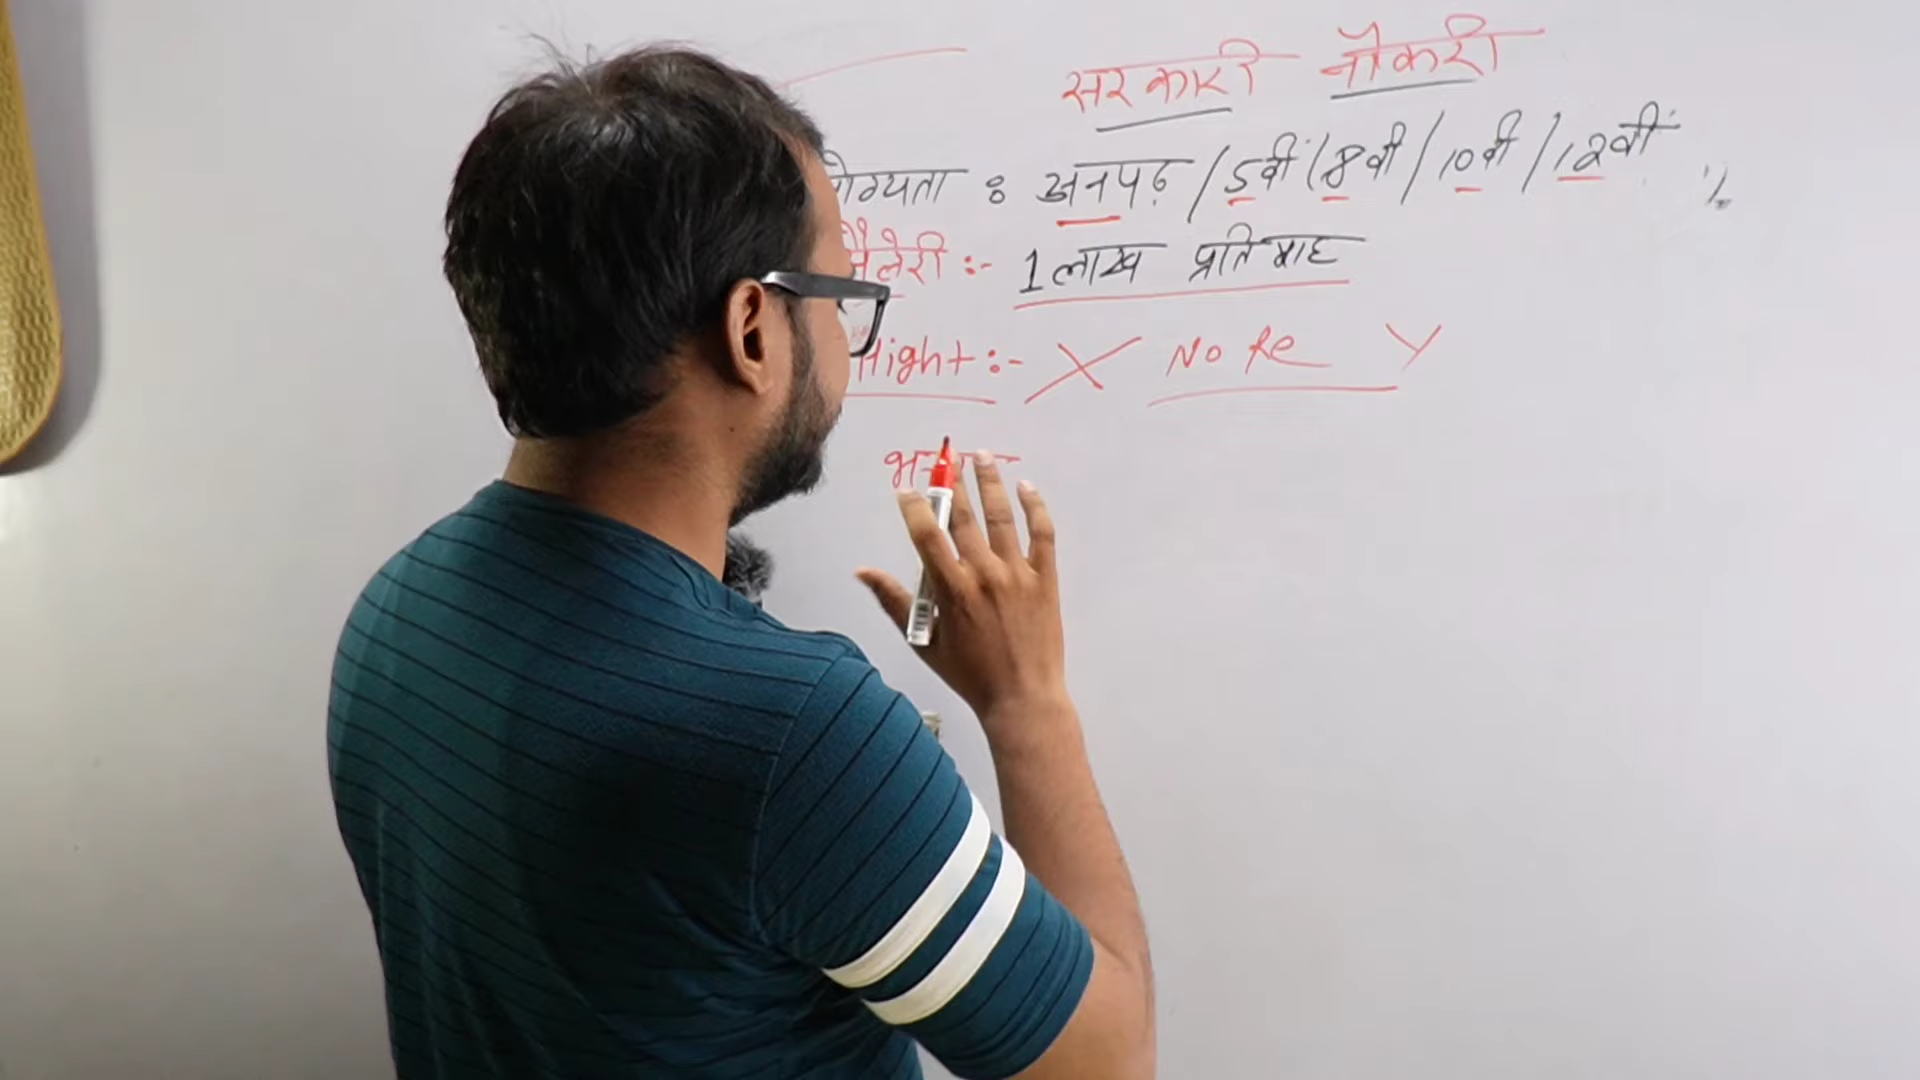 सरकारी नौकरी
योग्यता : अनपढ़ / 5वीं / 8वी / 10वी / 12वीं %
सैलेरी :- 1 लाख प्रतिमाह
Hight :- X No Re Y